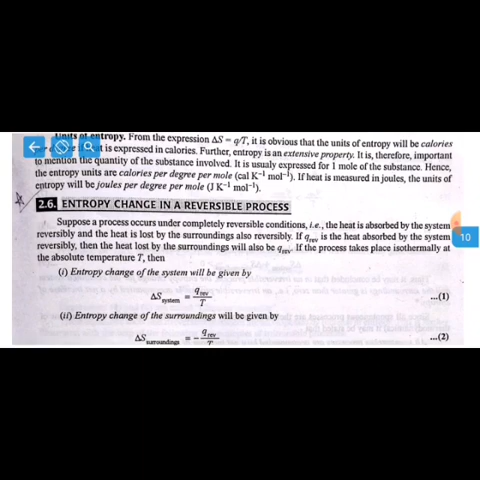 Units of entropy. From the expression ΔS = q/T, it is obvious that the units of entropy will be calories
t is expressed in calories. Further, entropy is an extensive property. It is, therefore, important
to mention the quantity of the substance involved. It is usualy expressed for 1 mole of the substance. Hence,
the entropy units are calories per degree per mole (cal K⁻¹ mol⁻¹). If heat is measured in joules, the units of
entropy will be joules per degree per mole (J K⁻¹ mol⁻¹).
2.6. ENTROPY CHANGE IN A REVERSIBLE PROCESS
Suppose a process occurs under completely reversible conditions, i.e., the heat is absorbed by the system
reversibly and the heat is lost by the surroundings also reversibly. If q_rev is the heat absorbed by the system
reversibly, then the heat lost by the surroundings will also be q_rev. If the process takes place isothermally at
10
the absolute temperature T, then
(i) Entropy change of the system will be given by
ΔS_system = q_rev / T ...(1)
(ii) Entropy change of the surroundings will be given by
ΔS_surroundings = − q_rev / T ...(2)